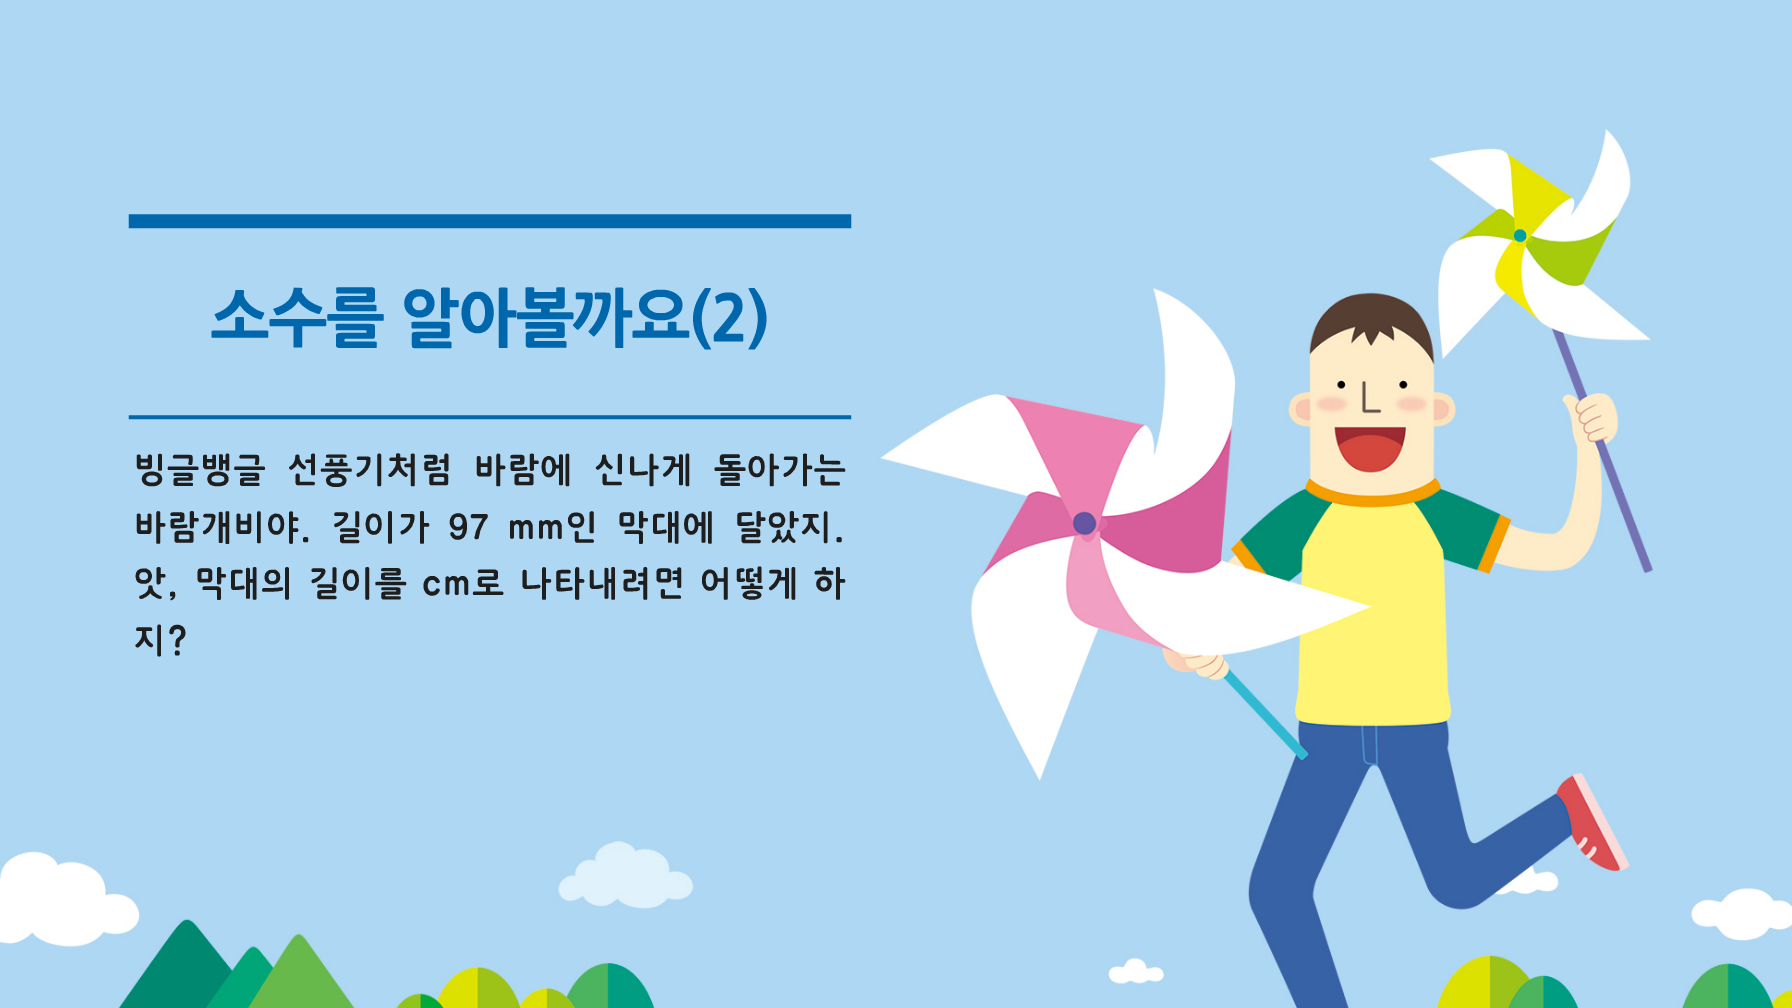 소수를 알아볼까요(2)
빙글뱅글 선풍기처럼 바람에 신나게 돌아가는
바람개비야. 길이가 97 mm인 막대에 달았지.
앗, 막대의 길이를 cm로 나타내려면 어떻게 하
지?